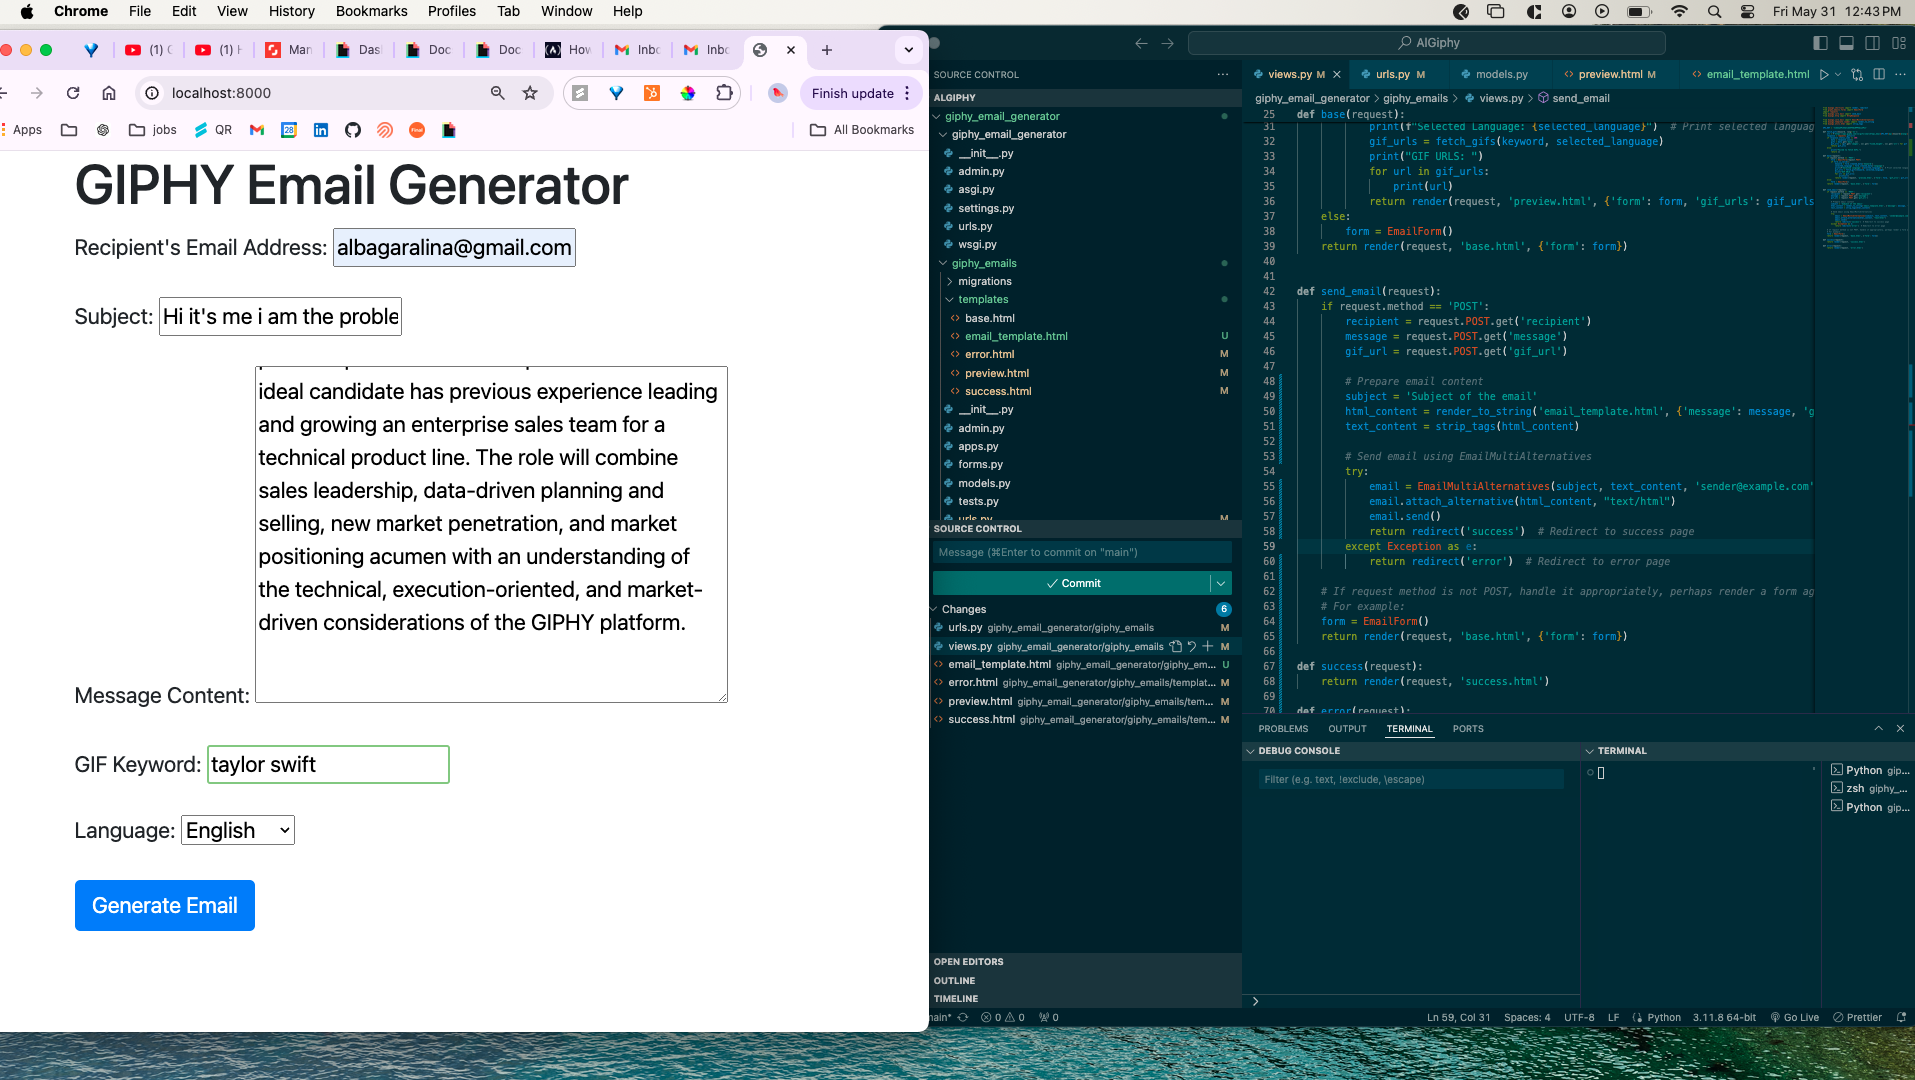 Chrome File Edit View History Bookmarks Profiles Tab Window Help Fri May 31 12:43 PM
(1) (1) Man Das Doc Doc How Inbo Inbo
localhost:8000 Finish update
Apps jobs QR All Bookmarks
GIPHY Email Generator
Recipient's Email Address: albagaralina@gmail.com
Subject: Hi it's me i am the proble
ideal candidate has previous experience leading
and growing an enterprise sales team for a
technical product line. The role will combine
sales leadership, data-driven planning and
selling, new market penetration, and market
positioning acumen with an understanding of
the technical, execution-oriented, and market-
driven considerations of the GIPHY platform.
Message Content:
GIF Keyword: taylor swift
Language: English
Generate Email
AIGiphy
SOURCE CONTROL
ALGIPHY
giphy_email_generator
giphy_email_generator
__init__.py
admin.py
asgi.py
settings.py
urls.py
wsgi.py
giphy_emails
migrations
templates
base.html
email_template.html U
error.html M
preview.html M
success.html M
__init__.py
admin.py
apps.py
forms.py
models.py
tests.py
urls.py M
SOURCE CONTROL
Message (⌘Enter to commit on "main")
Commit
Changes 6
urls.py giphy_email_generator/giphy_emails M
views.py giphy_email_generator/giphy_emails M
email_template.html giphy_email_generator/giphy_em... U
error.html giphy_email_generator/giphy_emails/templat... M
preview.html giphy_email_generator/giphy_emails/tem... M
success.html giphy_email_generator/giphy_emails/tem... M
OPEN EDITORS
OUTLINE
TIMELINE
views.py M urls.py M models.py preview.html M email_template.html
giphy_email_generator > giphy_emails > views.py > send_email
25 def base(request):
31 print(f"Selected Language: {selected_language}") # Print selected languag
32 gif_urls = fetch_gifs(keyword, selected_language)
33 print("GIF URLS: ")
34 for url in gif_urls:
35 print(url)
36 return render(request, 'preview.html', {'form': form, 'gif_urls': gif_urls
37 else:
38 form = EmailForm()
39 return render(request, 'base.html', {'form': form})
40
41
42 def send_email(request):
43 if request.method == 'POST':
44 recipient = request.POST.get('recipient')
45 message = request.POST.get('message')
46 gif_url = request.POST.get('gif_url')
47
48 # Prepare email content
49 subject = 'Subject of the email'
50 html_content = render_to_string('email_template.html', {'message': message, 'g
51 text_content = strip_tags(html_content)
52
53 # Send email using EmailMultiAlternatives
54 try:
55 email = EmailMultiAlternatives(subject, text_content, 'sender@example.com'
56 email.attach_alternative(html_content, "text/html")
57 email.send()
58 return redirect('success') # Redirect to success page
59 except Exception as e:
60 return redirect('error') # Redirect to error page
61
62 # If request method is not POST, handle it appropriately, perhaps render a form ag
63 # For example:
64 form = EmailForm()
65 return render(request, 'base.html', {'form': form})
66
67 def success(request):
68 return render(request, 'success.html')
69
70 def error(request):
PROBLEMS OUTPUT TERMINAL PORTS
DEBUG CONSOLE TERMINAL
Filter (e.g. text, !exclude, \escape)
Python gip...
zsh giphy_...
Python gip...
main* 0 0 0 Ln 59, Col 31 Spaces: 4 UTF-8 LF Python 3.11.8 64-bit Go Live Prettier